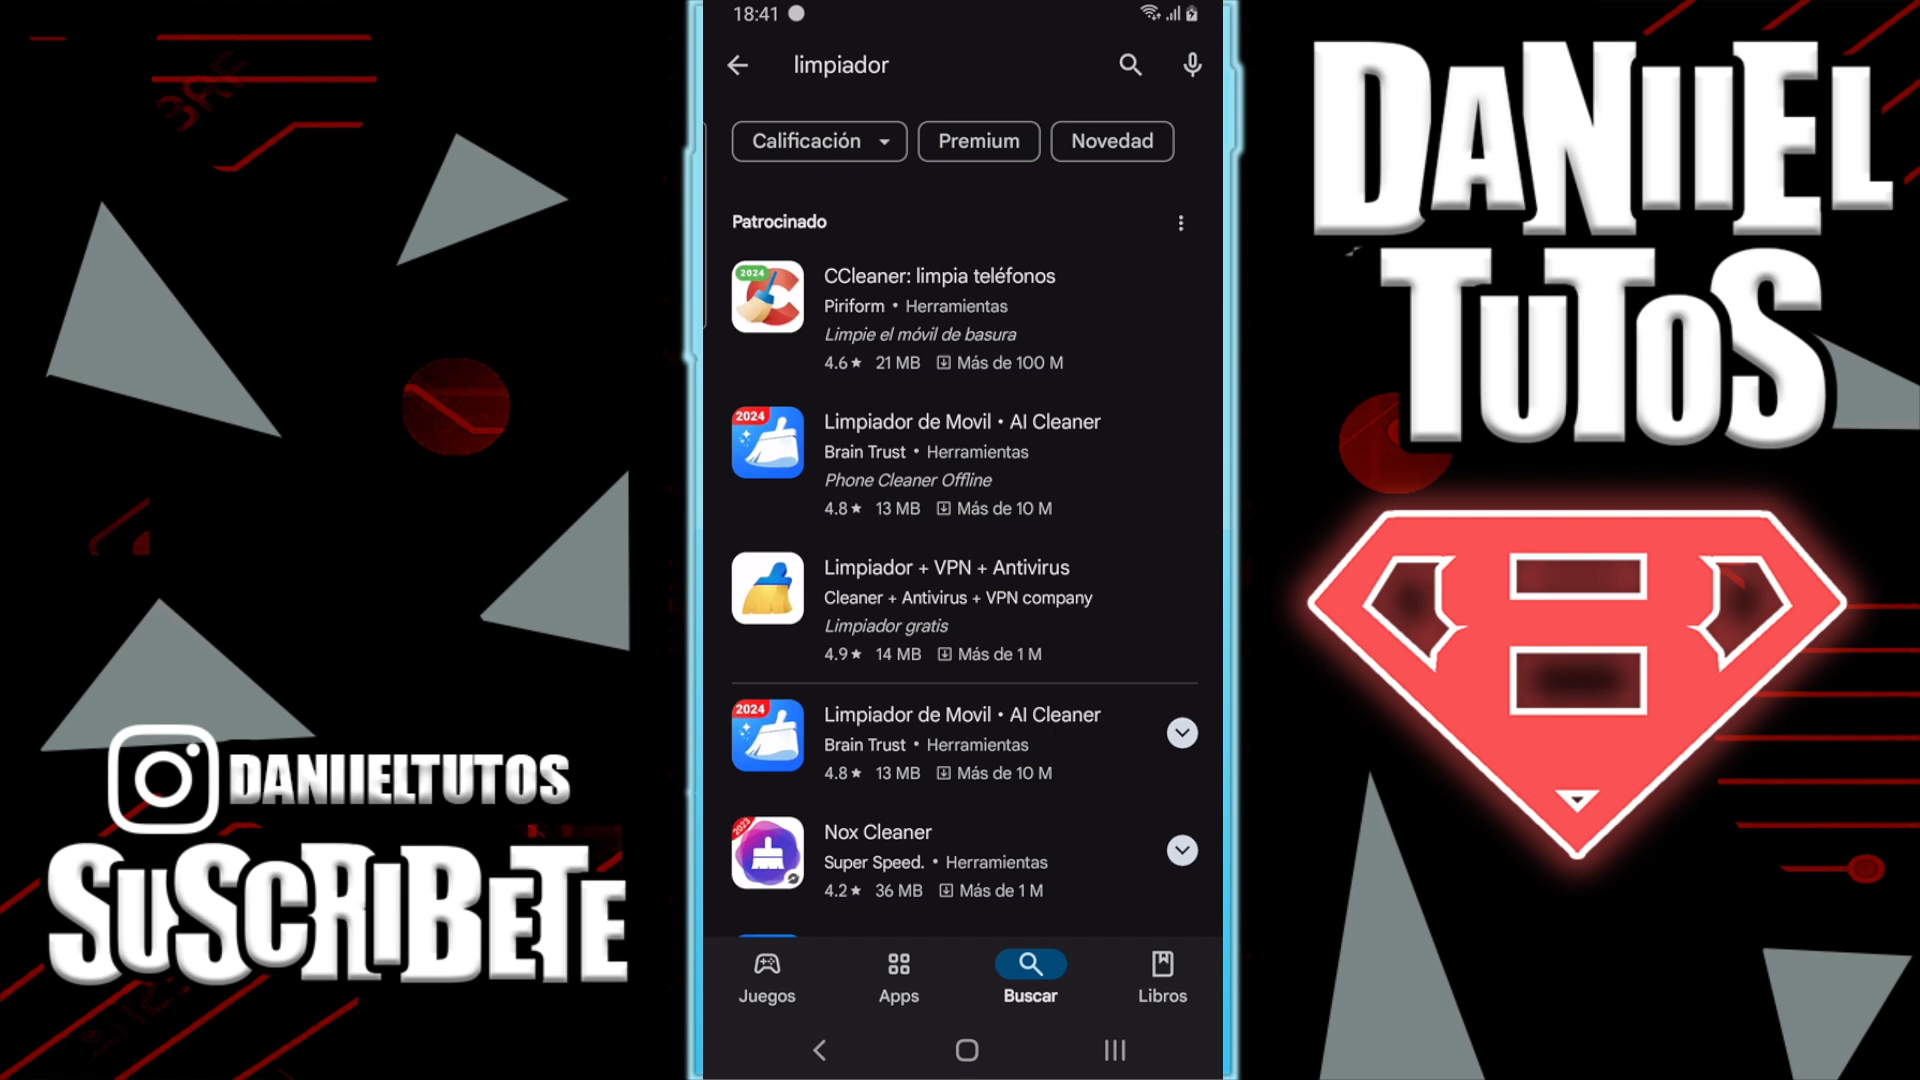 18:41
limpiador
Calificación
Premium
Novedad
Patrocinado
2024
CCleaner: limpia teléfonos
Piriform • Herramientas
Limpie el móvil de basura
4.6★ 21 MB Más de 100 M
2024
Limpiador de Movil • AI Cleaner
Brain Trust • Herramientas
Phone Cleaner Offline
4.8★ 13 MB Más de 10 M
Limpiador + VPN + Antivirus
Cleaner + Antivirus + VPN company
Limpiador gratis
4.9★ 14 MB Más de 1 M
2024
Limpiador de Movil • AI Cleaner
Brain Trust • Herramientas
4.8★ 13 MB Más de 10 M
2023
Nox Cleaner
Super Speed. • Herramientas
4.2★ 36 MB Más de 1 M
Juegos
Apps
Buscar
Libros
DANIIELTUTOS
SUSCRIBETE
DANIIEL
TUTOS